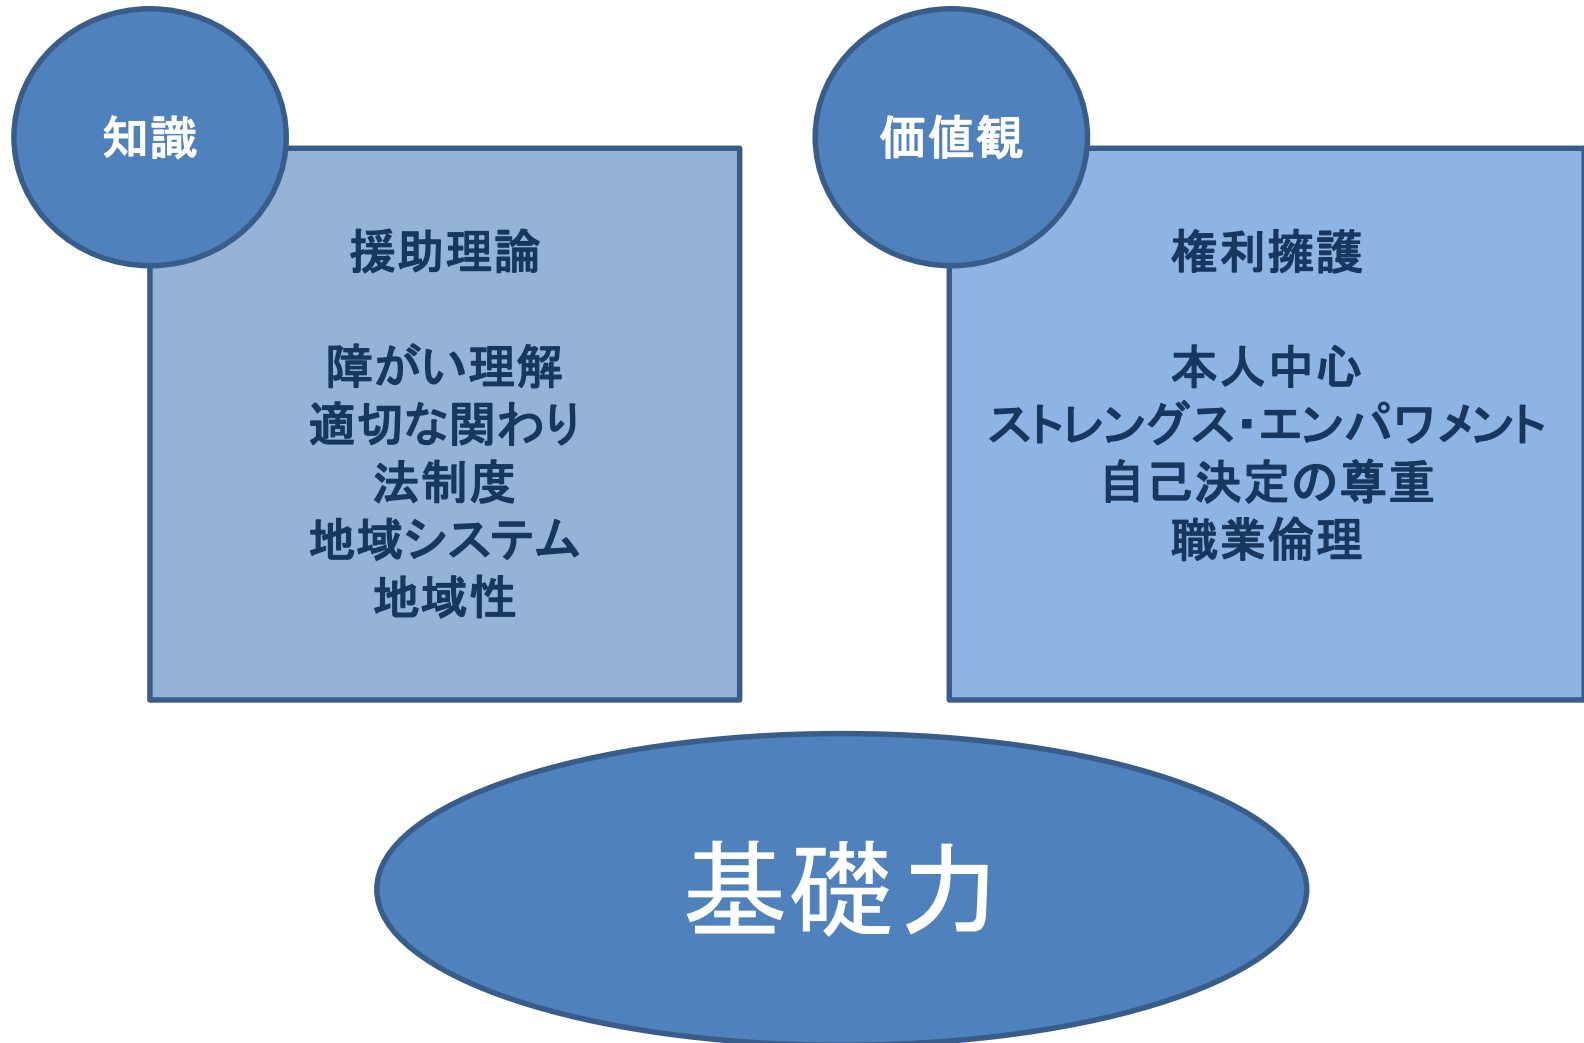 知識
援助理論
障がい理解
適切な関わり
法制度
地域システム
地域性
価値観
権利擁護
本人中心
ストレングス・エンパワメント
自己決定の尊重
職業倫理
基礎力